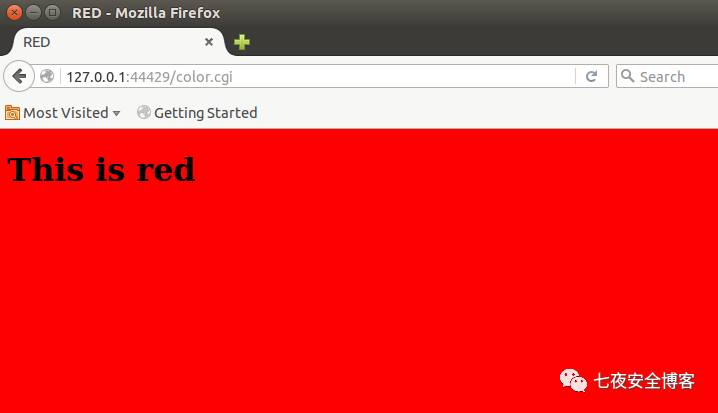 RED - Mozilla Firefox
RED
127.0.0.1:44429/color.cgi
Search
Most Visited
Getting Started
This is red
七夜安全博客